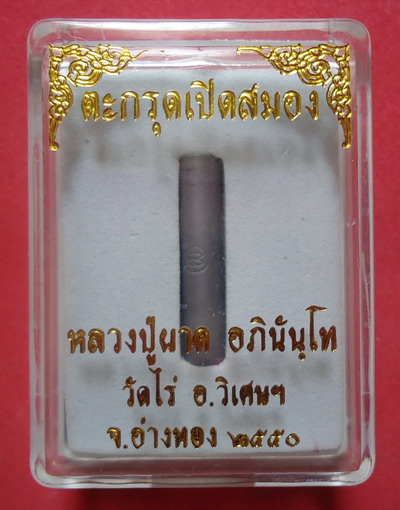 ตะกรุดเปิดสมอง
หลวงปู่ผาด อภินันฺโท
วัดไร่ อ.วิเศษฯ
จ.อ่างทอง ๒๕๕๐